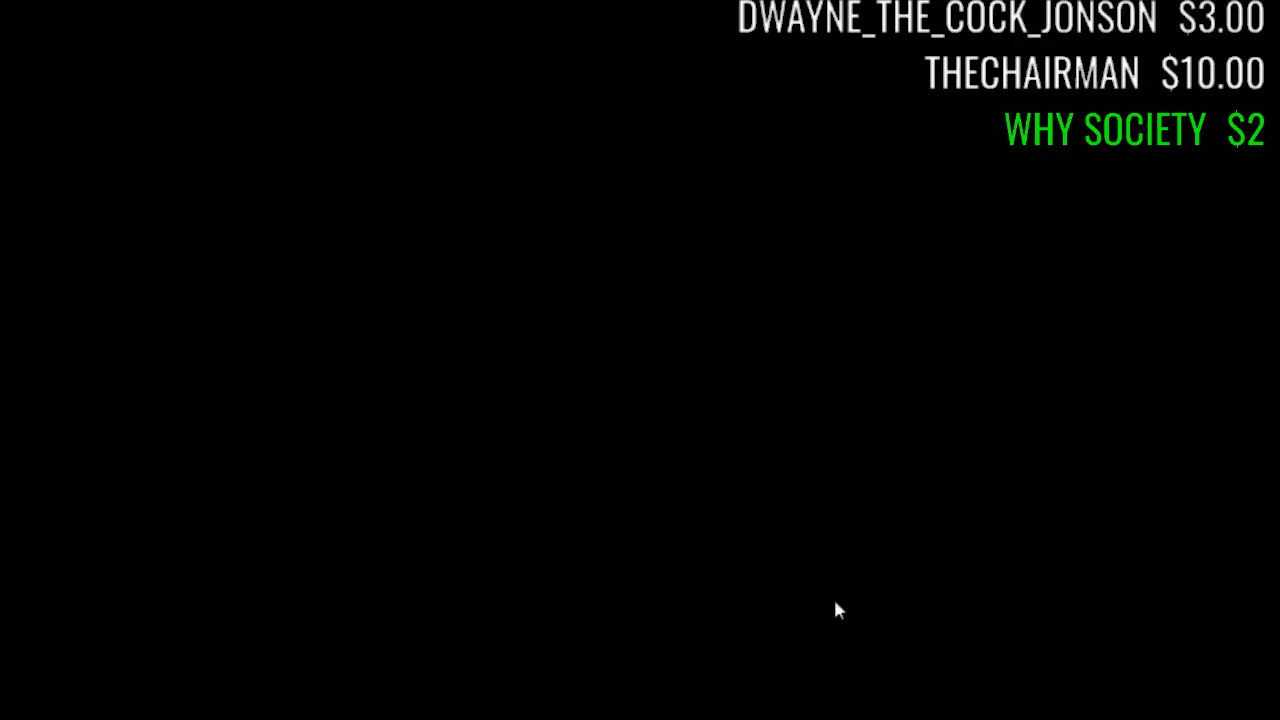 DWAYNE_THE_COCK_JONSON $3.00
THECHAIRMAN $10.00
WHY SOCIETY $2